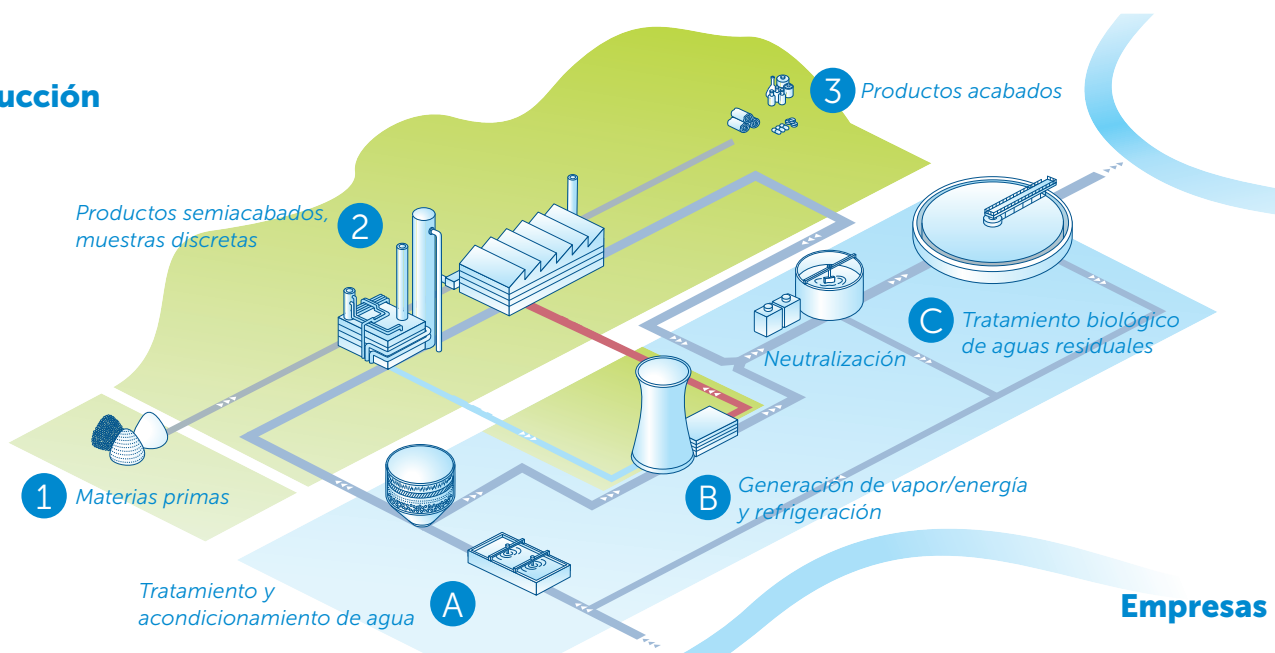 ucción
3 Productos acabados
Productos semiacabados,
muestras discretas
2
C Tratamiento biológico
de aguas residuales
Neutralización
1 Materias primas
B Generación de vapor/energía
y refrigeración
Tratamiento y
acondicionamiento de agua
A
Empresas